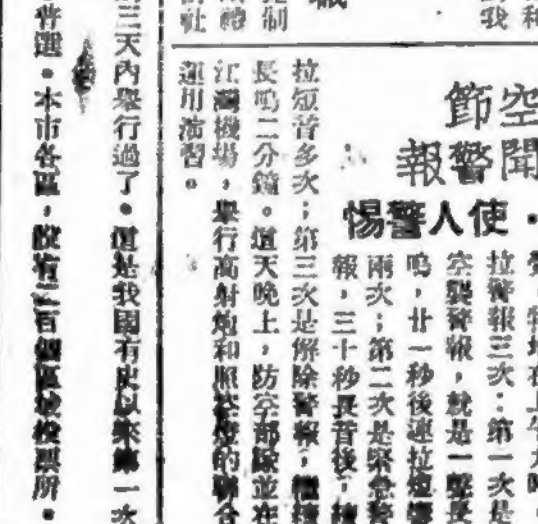 和
我
空
節
聞
警
報
・使人警惕
拉警報三次：第一次是
空襲警報，就是一聲長
鳴，廿一秒後連拉短聲
兩次；第二次是緊急警
報，三十秒長音後，
拉短音多次；第三次是解除警報，
長鳴二分鐘。這天晚上，防空部隊並在
江灣機場，舉行高射炮和照空燈的聯合
運用演習。
制
社
三天內舉行過了。這是我國有史以來第一次
普選。本市各區，設有二百個區域投票所。